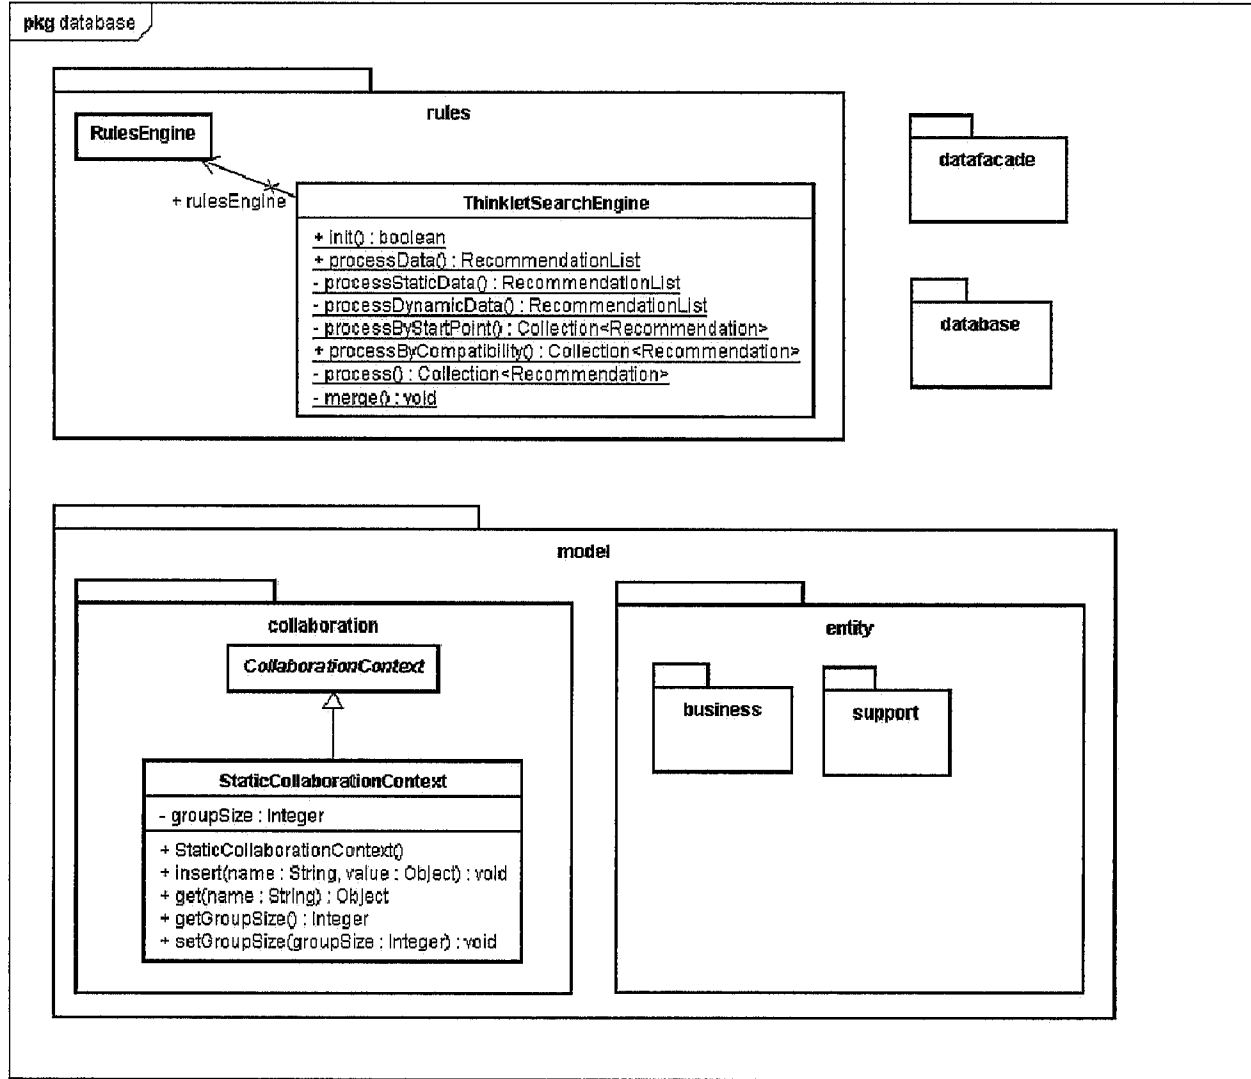 pkg database
rules
RulesEngine
+ rulesEngine
ThinkletSearchEngine
+ init() : boolean
+ processData() : RecommendationList
- processStaticData() : RecommendationList
- processDynamicData() : RecommendationList
- processByStartPoint() : Collection<Recommendation>
+ processByCompatibility() : Collection<Recommendation>
- process() : Collection<Recommendation>
- merge() : void
datafacade
database
model
collaboration
CollaborationContext
StaticCollaborationContext
- groupSize : Integer
+ StaticCollaborationContext()
+ insert(name : String, value : Object) : void
+ get(name : String) : Object
+ getGroupSize() : Integer
+ setGroupSize(groupSize : Integer) : void
entity
business
support